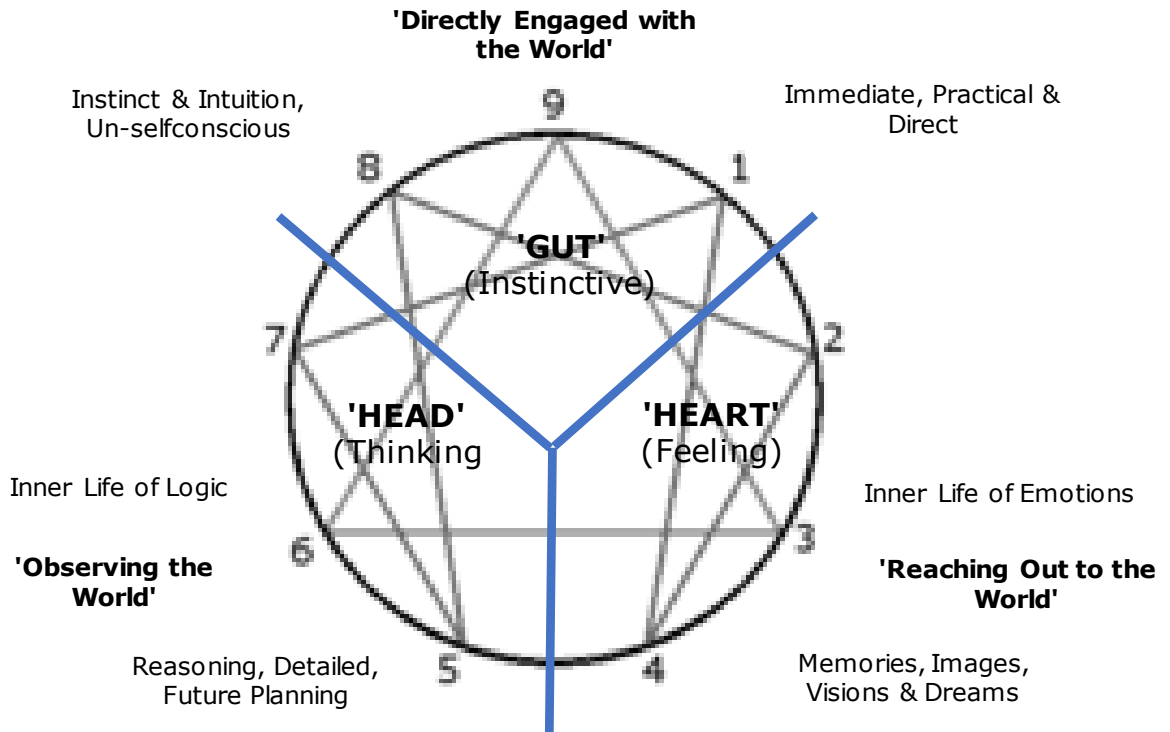 'Directly Engaged with
the World'
Instinct & Intuition,
Un-selfconscious
9
Immediate, Practical &
Direct
8
1
'GUT'
(Instinctive)
7
2
'HEAD'
(Thinking
'HEART'
(Feeling)
Inner Life of Logic
Inner Life of Emotions
6
3
'Observing the
World'
'Reaching Out to the
World'
5
4
Reasoning, Detailed,
Future Planning
Memories, Images,
Visions & Dreams